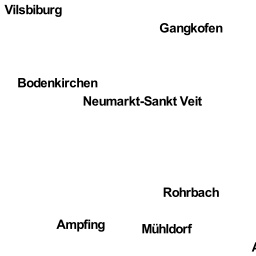 Vilsbiburg
Gangkofen
Bodenkirchen
Neumarkt-Sankt Veit
Rohrbach
Ampfing
Mühldorf